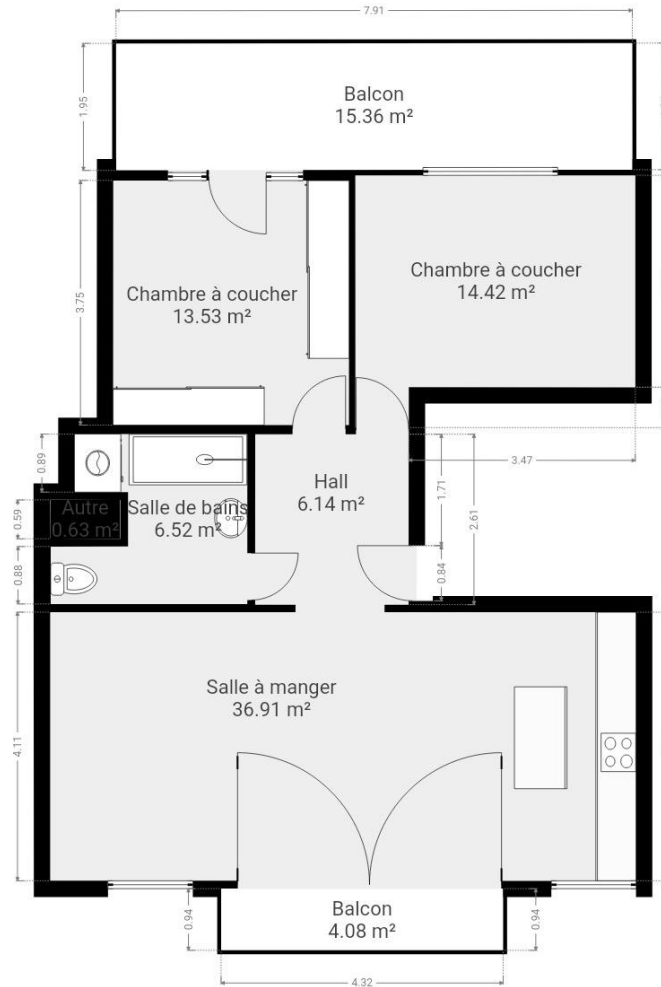 7.91
1.95
Balcon
15.36 m²
3.75
Chambre à coucher
13.53 m²
Chambre à coucher
14.42 m²
3.47
0.89
Hall
6.14 m²
1.71
2.61
0.59
Autre
0.63 m²
Salle de bains
6.52 m²
0.88
0.84
Salle à manger
36.91 m²
4.11
Balcon
4.08 m²
0.94
0.94
4.32